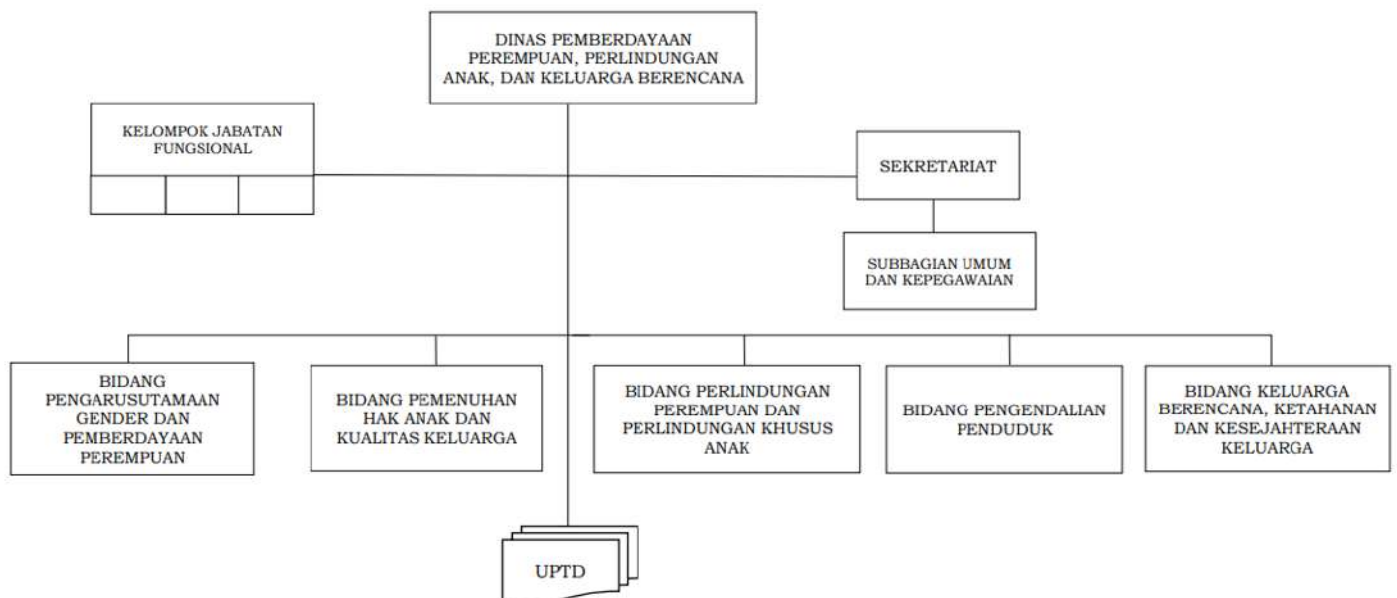 DINAS PEMBERDAYAAN
PEREMPUAN, PERLINDUNGAN
ANAK, DAN KELUARGA BERENCANA
KELOMPOK JABATAN
FUNGSIONAL
SEKRETARIAT
SUBBAGIAN UMUM
DAN KEPEGAWAIAN
BIDANG
PENGARUSUTAMAAN
GENDER DAN
PEMBERDAYAAN
PEREMPUAN
BIDANG PEMENUHAN
HAK ANAK DAN
KUALITAS KELUARGA
BIDANG PERLINDUNGAN
PEREMPUAN DAN
PERLINDUNGAN KHUSUS
ANAK
BIDANG PENGENDALIAN
PENDUDUK
BIDANG KELUARGA
BERENCANA, KETAHANAN
DAN KESEJAHTERAAN
KELUARGA
UPTD